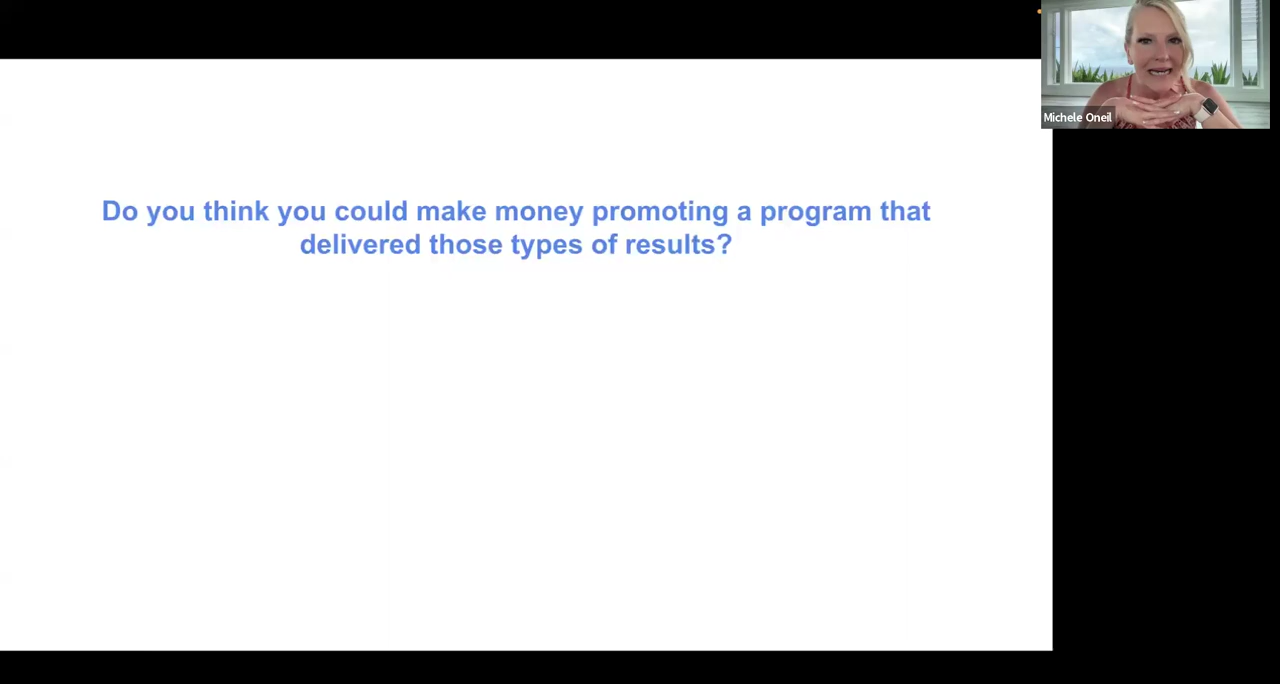 Do you think you could make money promoting a program that
delivered those types of results?
Michele Oneil